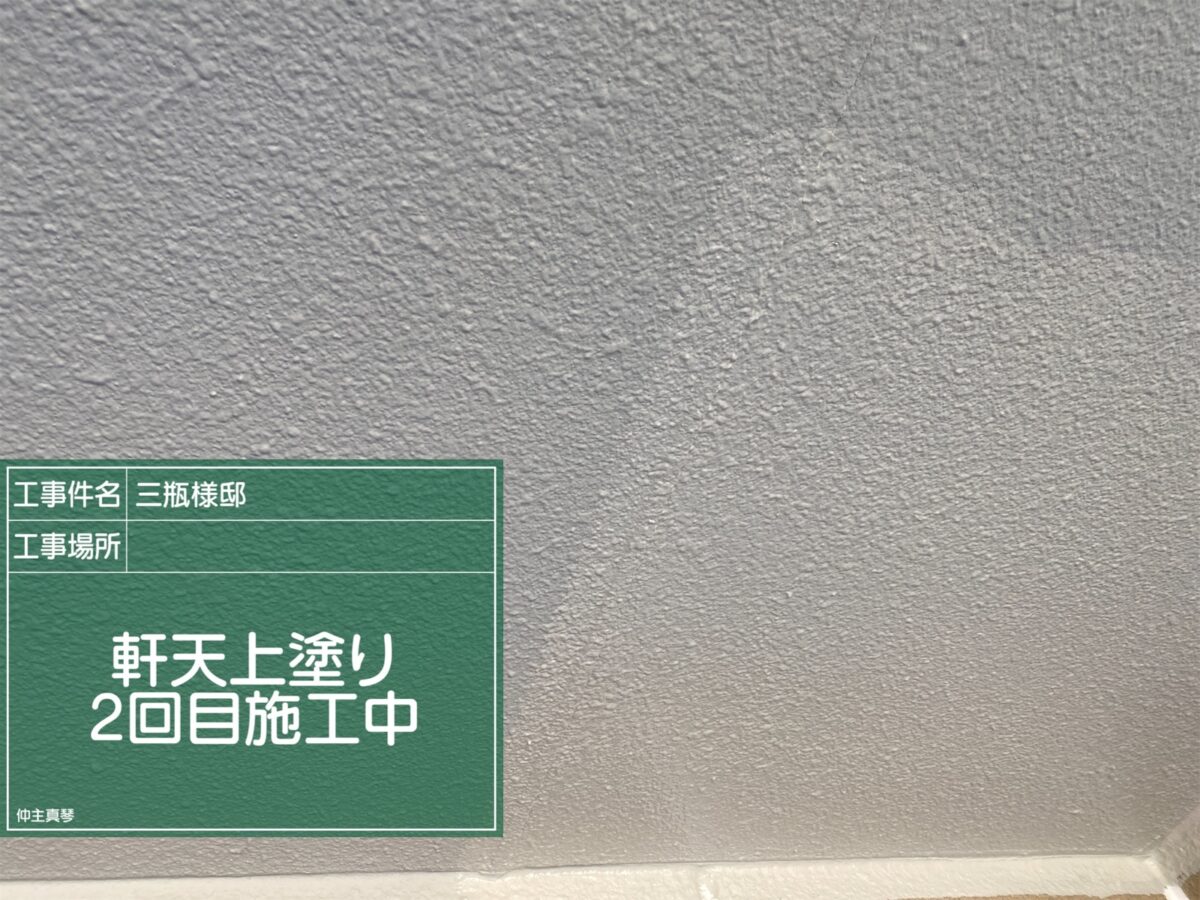 工事件名 三瓶様邸
工事場所
軒天上塗り
2回目施工中
仲主真琴